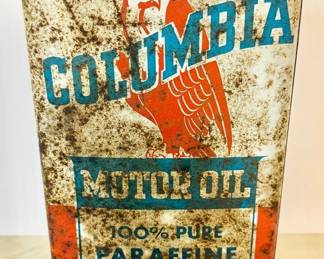 COLUMBIA
MOTOR OIL
100% PURE
PARAFFINE